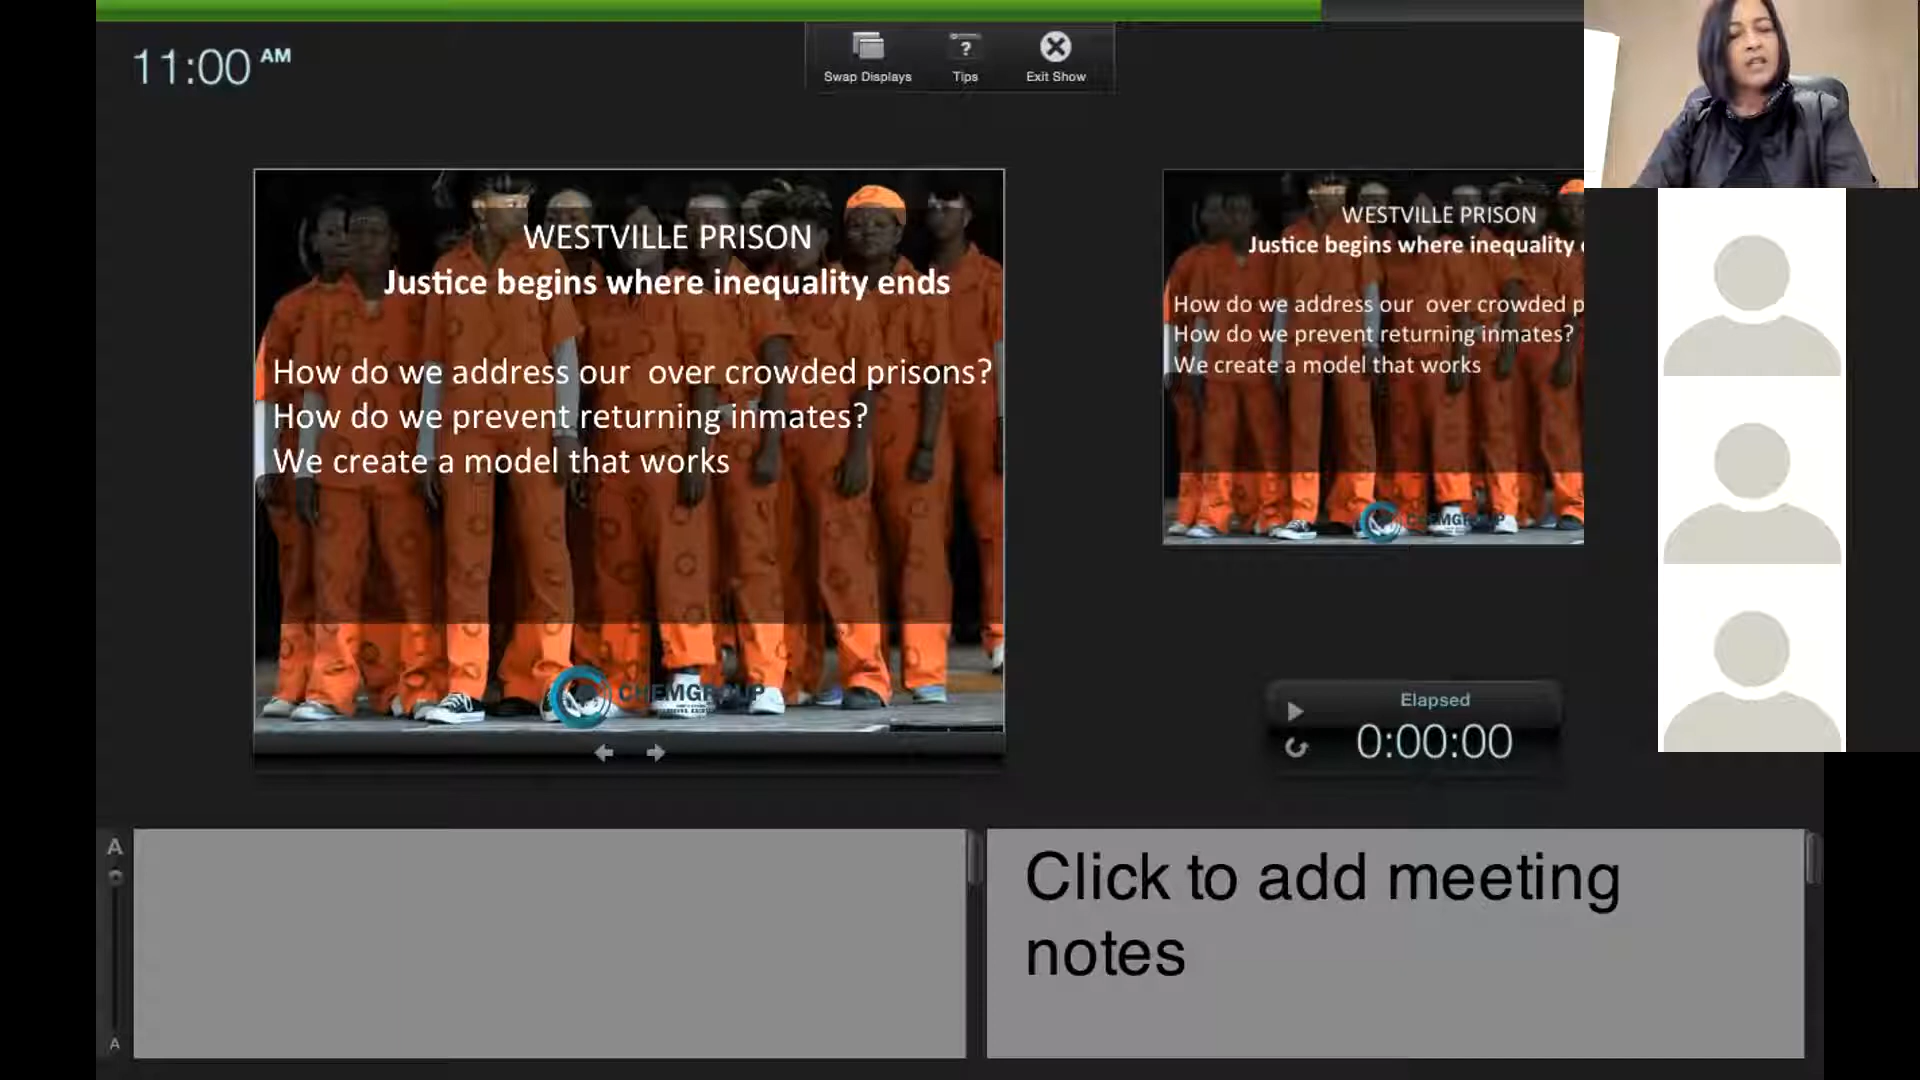 11:00 AM
Swap Displays
Tips
Exit Show
WESTVILLE PRISON
Justice begins where inequality ends
How do we address our  over crowded prisons?
How do we prevent returning inmates?
We create a model that works
CHEMGROUP
WESTVILLE PRISON
Justice begins where inequality
How do we address our  over crowded p
How do we prevent returning inmates?
We create a model that works
CHEMGROUP
Elapsed
0:00:00
A
A
Click to add meeting
notes